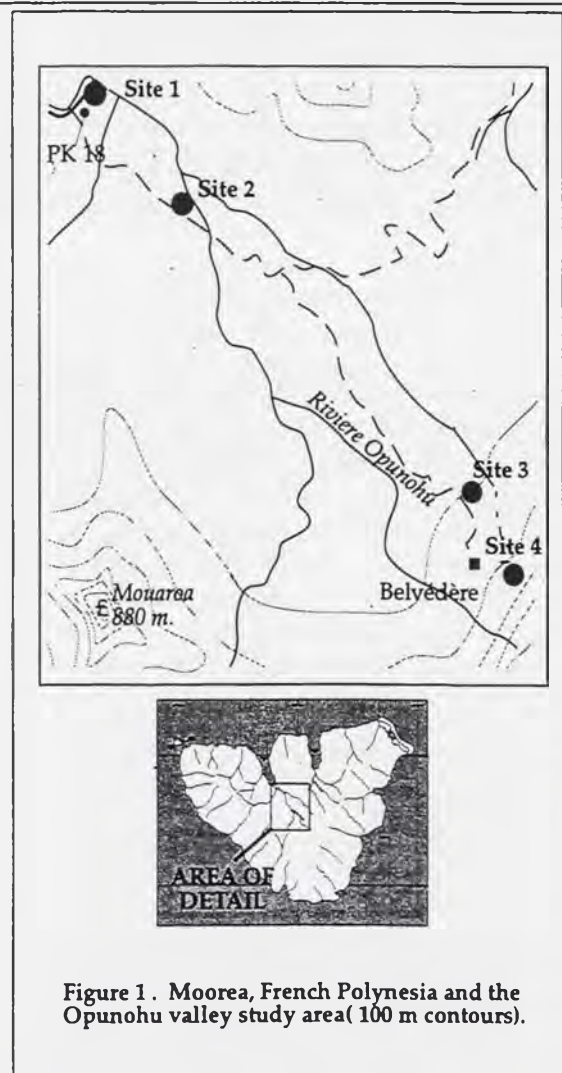 Site 1
PK 18
Site 2
Riviere Opunohu
Site 3
Site 4
Belvédère
Mouaroa
£ 880 m.
AREA OF
DETAIL
Figure 1 . Moorea, French Polynesia and the
Opunohu valley study area( 100 m contours).